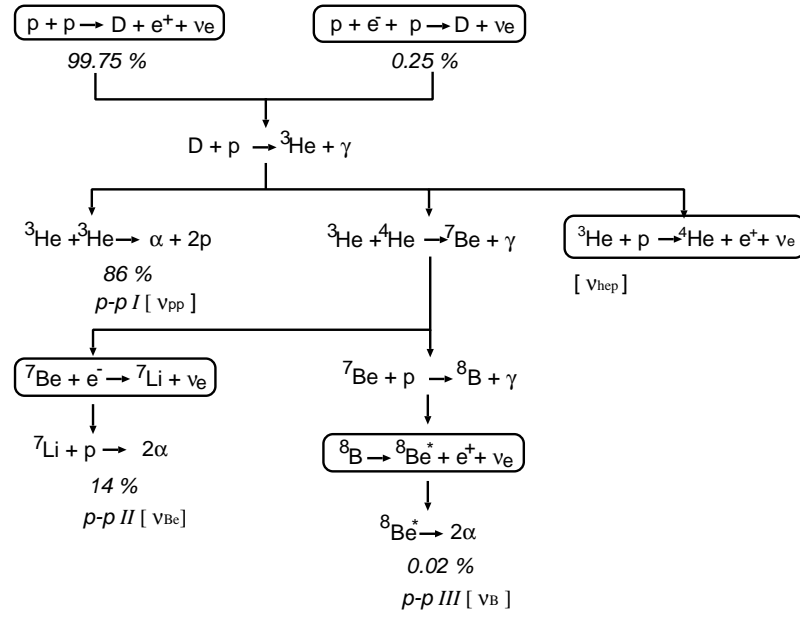 p + p → D + e⁺ + νe
p + e⁻ + p → D + νe
99.75 %
0.25 %
D + p → ³He + γ
³He + ³He → α + 2p
³He + ⁴He → ⁷Be + γ
³He + p → ⁴He + e⁺ + νe
86 %
[ νhep ]
p-p I [ νpp ]
⁷Be + e⁻ → ⁷Li + νe
⁷Be + p → ⁸B + γ
⁷Li + p → 2α
⁸B → ⁸Be* + e⁺ + νe
14 %
p-p II [ νBe]
⁸Be* → 2α
0.02 %
p-p III [ νB ]